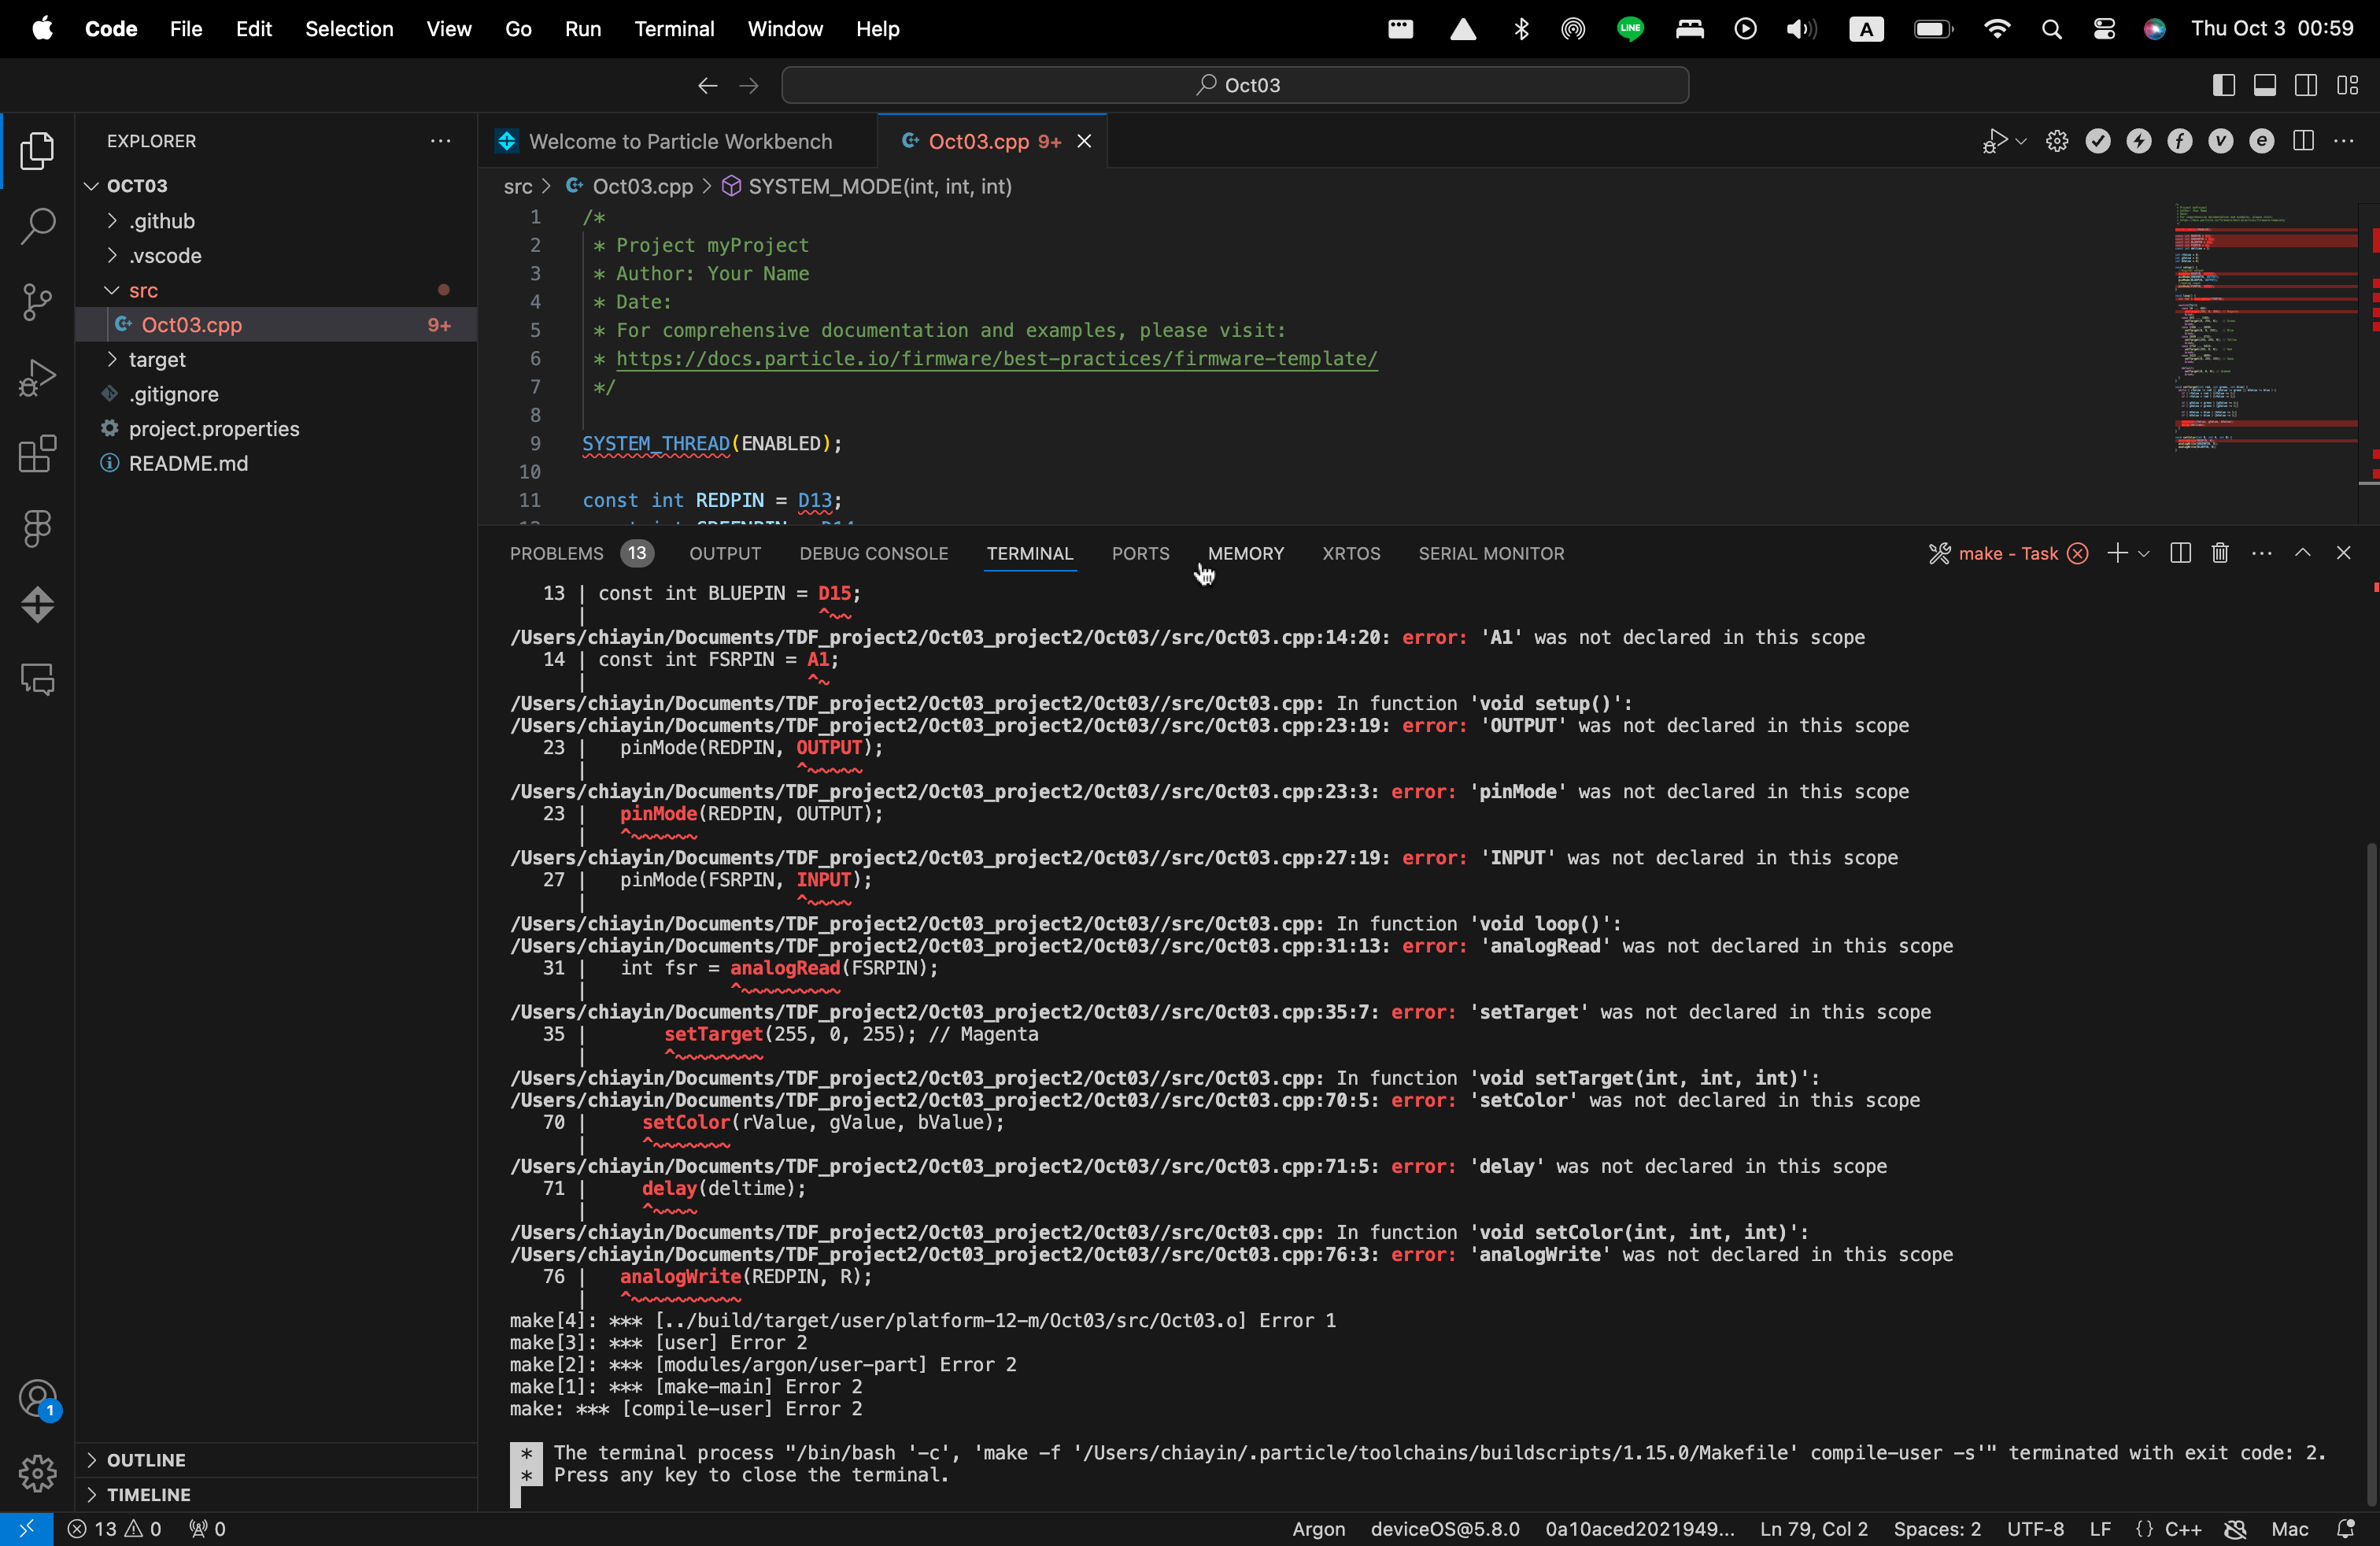 Code File Edit Selection View Go Run Terminal Window Help
LINE
A
Thu Oct 3 00:59
Oct03
EXPLORER
Welcome to Particle Workbench
Oct03.cpp 9+
OCT03
.github
.vscode
src
Oct03.cpp 9+
target
.gitignore
project.properties
README.md
src > Oct03.cpp > SYSTEM_MODE(int, int, int)
1 /*
2 * Project myProject
3 * Author: Your Name
4 * Date:
5 * For comprehensive documentation and examples, please visit:
6 * https://docs.particle.io/firmware/best-practices/firmware-template/
7 */
8
9 SYSTEM_THREAD(ENABLED);
10
11 const int REDPIN = D13;
PROBLEMS 13 OUTPUT DEBUG CONSOLE TERMINAL PORTS MEMORY XRTOS SERIAL MONITOR
make - Task
13 | const int BLUEPIN = D15;
| ^~~
/Users/chiayin/Documents/TDF_project2/Oct03_project2/Oct03//src/Oct03.cpp:14:20: error: 'A1' was not declared in this scope
14 | const int FSRPIN = A1;
| ^~
/Users/chiayin/Documents/TDF_project2/Oct03_project2/Oct03//src/Oct03.cpp: In function 'void setup()':
/Users/chiayin/Documents/TDF_project2/Oct03_project2/Oct03//src/Oct03.cpp:23:19: error: 'OUTPUT' was not declared in this scope
23 | pinMode(REDPIN, OUTPUT);
| ^~~~~~
/Users/chiayin/Documents/TDF_project2/Oct03_project2/Oct03//src/Oct03.cpp:23:3: error: 'pinMode' was not declared in this scope
23 | pinMode(REDPIN, OUTPUT);
| ^~~~~~~
/Users/chiayin/Documents/TDF_project2/Oct03_project2/Oct03//src/Oct03.cpp:27:19: error: 'INPUT' was not declared in this scope
27 | pinMode(FSRPIN, INPUT);
| ^~~~~
/Users/chiayin/Documents/TDF_project2/Oct03_project2/Oct03//src/Oct03.cpp: In function 'void loop()':
/Users/chiayin/Documents/TDF_project2/Oct03_project2/Oct03//src/Oct03.cpp:31:13: error: 'analogRead' was not declared in this scope
31 | int fsr = analogRead(FSRPIN);
| ^~~~~~~~~~
/Users/chiayin/Documents/TDF_project2/Oct03_project2/Oct03//src/Oct03.cpp:35:7: error: 'setTarget' was not declared in this scope
35 | setTarget(255, 0, 255); // Magenta
| ^~~~~~~~~
/Users/chiayin/Documents/TDF_project2/Oct03_project2/Oct03//src/Oct03.cpp: In function 'void setTarget(int, int, int)':
/Users/chiayin/Documents/TDF_project2/Oct03_project2/Oct03//src/Oct03.cpp:70:5: error: 'setColor' was not declared in this scope
70 | setColor(rValue, gValue, bValue);
| ^~~~~~~~
/Users/chiayin/Documents/TDF_project2/Oct03_project2/Oct03//src/Oct03.cpp:71:5: error: 'delay' was not declared in this scope
71 | delay(deltime);
| ^~~~~
/Users/chiayin/Documents/TDF_project2/Oct03_project2/Oct03//src/Oct03.cpp: In function 'void setColor(int, int, int)':
/Users/chiayin/Documents/TDF_project2/Oct03_project2/Oct03//src/Oct03.cpp:76:3: error: 'analogWrite' was not declared in this scope
76 | analogWrite(REDPIN, R);
| ^~~~~~~~~~~
make[4]: *** [../build/target/user/platform-12-m/Oct03/src/Oct03.o] Error 1
make[3]: *** [user] Error 2
make[2]: *** [modules/argon/user-part] Error 2
make[1]: *** [make-main] Error 2
make: *** [compile-user] Error 2
* The terminal process "/bin/bash '-c', 'make -f '/Users/chiayin/.particle/toolchains/buildscripts/1.15.0/Makefile' compile-user -s'" terminated with exit code: 2.
* Press any key to close the terminal.
1
OUTLINE
TIMELINE
13 0 0
Argon deviceOS@5.8.0 0a10aced2021949... Ln 79, Col 2 Spaces: 2 UTF-8 LF {} C++ Mac